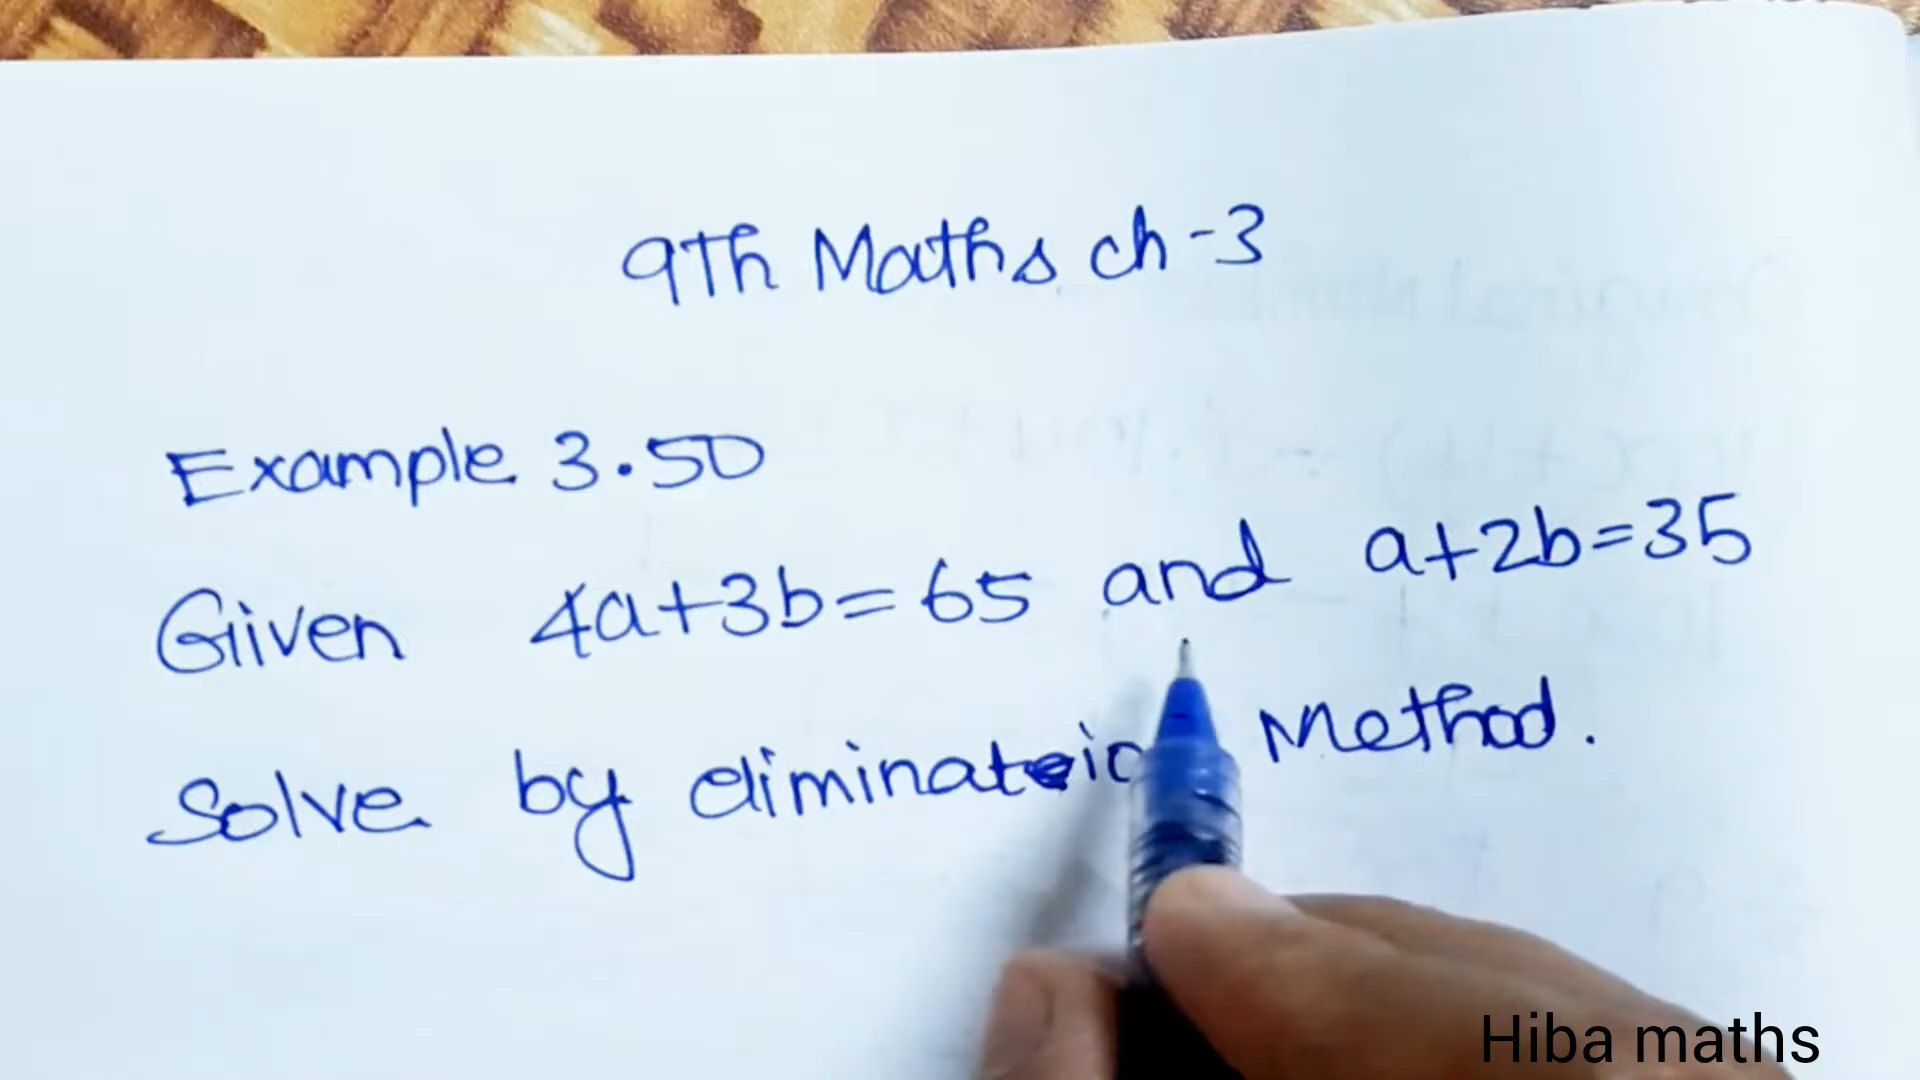 9Th Maths ch-3
Example 3.50
Given 4a+3b=65 and a+2b=35
Solve by Method.
Hiba maths